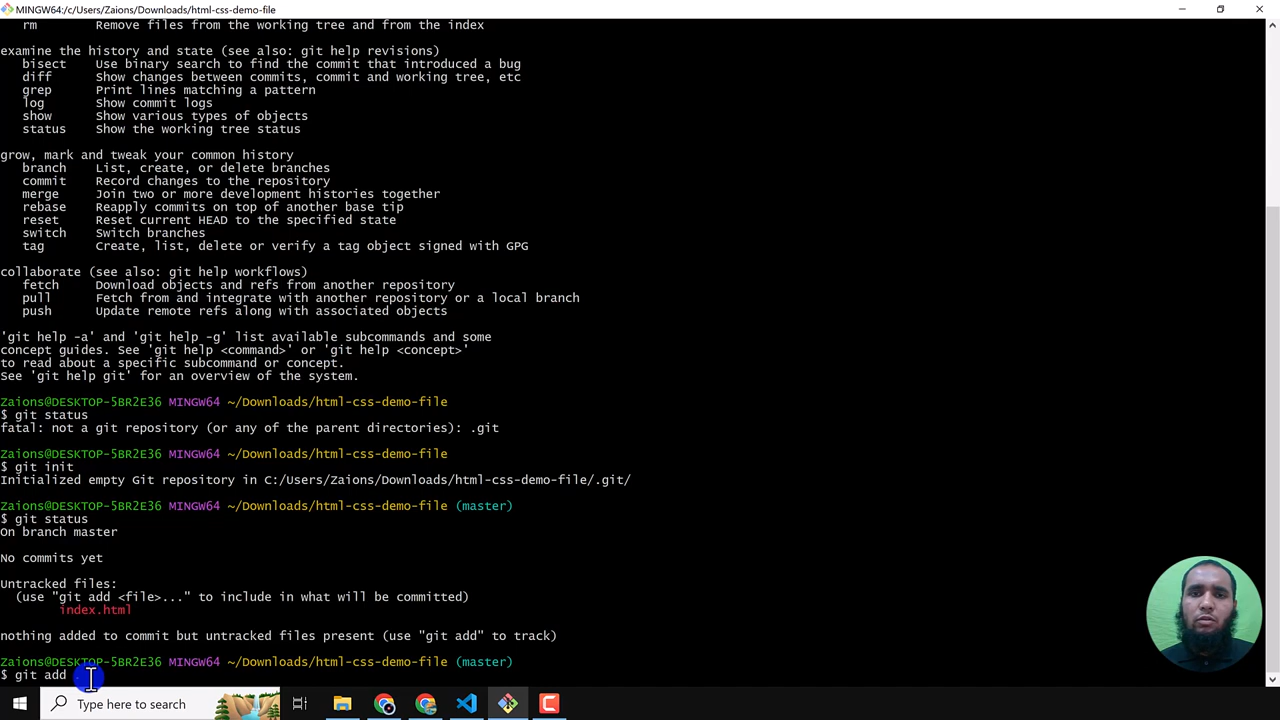 MINGW64:/c/Users/Zaions/Downloads/html-css-demo-file
rm Remove files from the working tree and from the index
examine the history and state (see also: git help revisions)
bisect Use binary search to find the commit that introduced a bug
diff Show changes between commits, commit and working tree, etc
grep Print lines matching a pattern
log Show commit logs
show Show various types of objects
status Show the working tree status
grow, mark and tweak your common history
branch List, create, or delete branches
commit Record changes to the repository
merge Join two or more development histories together
rebase Reapply commits on top of another base tip
reset Reset current HEAD to the specified state
switch Switch branches
tag Create, list, delete or verify a tag object signed with GPG
collaborate (see also: git help workflows)
fetch Download objects and refs from another repository
pull Fetch from and integrate with another repository or a local branch
push Update remote refs along with associated objects
'git help -a' and 'git help -g' list available subcommands and some
concept guides. See 'git help <command>' or 'git help <concept>'
to read about a specific subcommand or concept.
See 'git help git' for an overview of the system.
Zaions@DESKTOP-5BR2E36 MINGW64 ~/Downloads/html-css-demo-file
$ git status
fatal: not a git repository (or any of the parent directories): .git
Zaions@DESKTOP-5BR2E36 MINGW64 ~/Downloads/html-css-demo-file
$ git init
Initialized empty Git repository in C:/Users/Zaions/Downloads/html-css-demo-file/.git/
Zaions@DESKTOP-5BR2E36 MINGW64 ~/Downloads/html-css-demo-file (master)
$ git status
On branch master
No commits yet
Untracked files:
(use "git add <file>..." to include in what will be committed)
index.html
nothing added to commit but untracked files present (use "git add" to track)
Zaions@DESKTOP-5BR2E36 MINGW64 ~/Downloads/html-css-demo-file (master)
$ git add
Type here to search